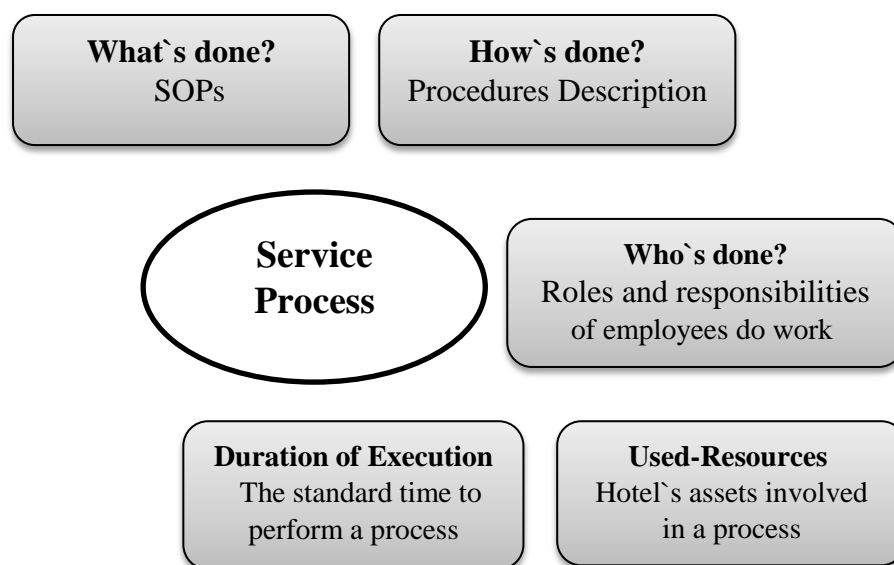 What`s done?
SOPs
How`s done?
Procedures Description
Service
Process
Who`s done?
Roles and responsibilities
of employees do work
Duration of Execution
The standard time to
perform a process
Used-Resources
Hotel`s assets involved
in a process